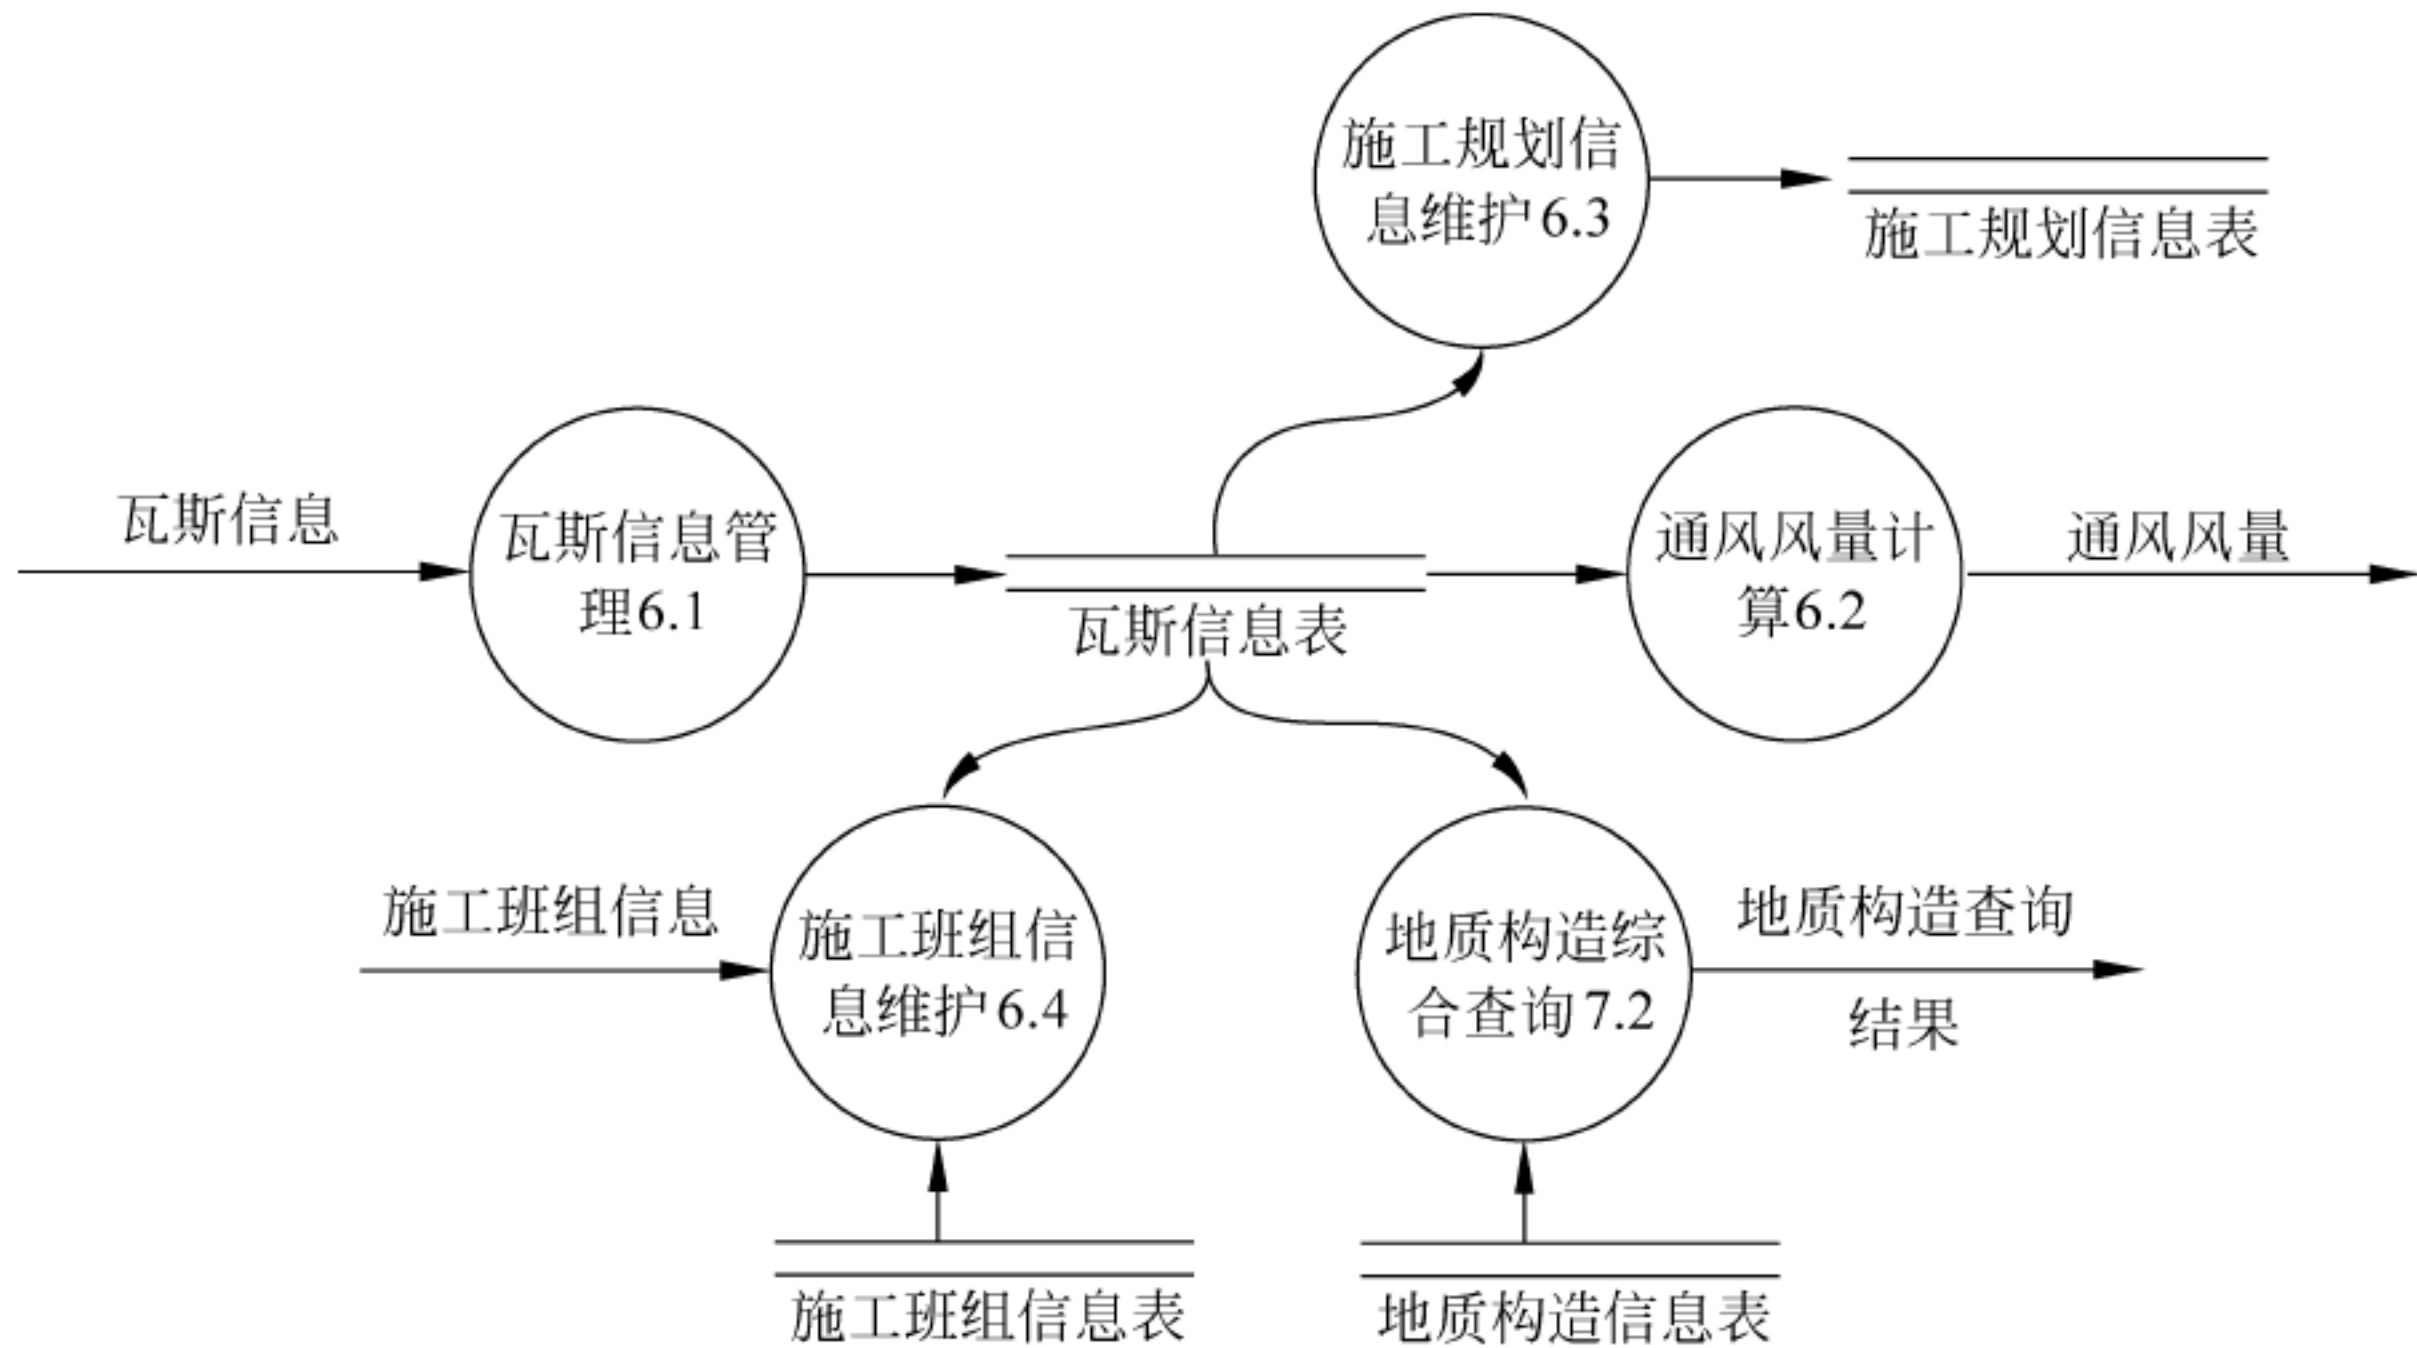 施工规划信
息维护6.3
施工规划信息表
瓦斯信息
瓦斯信息管
理6.1
瓦斯信息表
通风风量计
算6.2
通风风量
施工班组信息
施工班组信
息维护6.4
地质构造综
合查询7.2
地质构造查询
结果
施工班组信息表
地质构造信息表